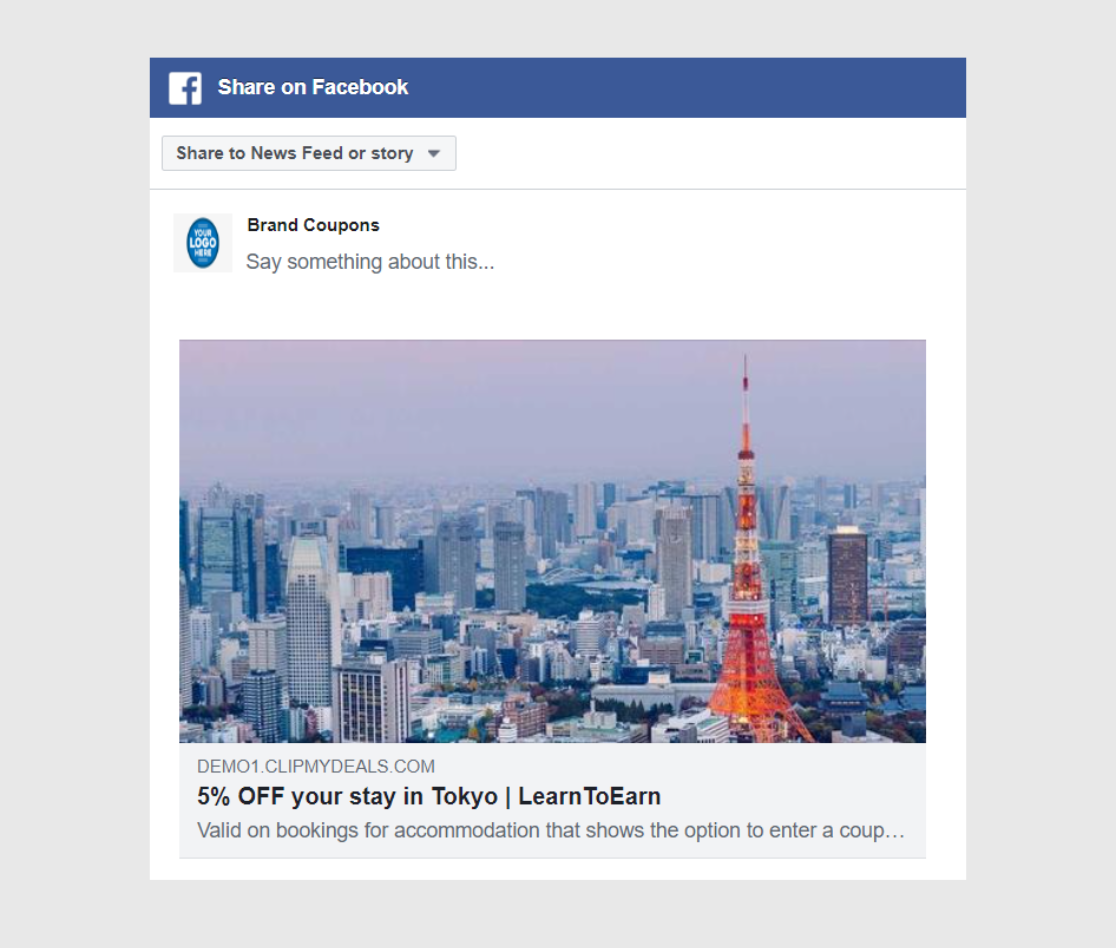 Share on Facebook
Share to News Feed or story
Brand Coupons
YOUR
LOGO
HERE
Say something about this...
DEMO1.CLIPMYDEALS.COM
5% OFF your stay in Tokyo | LearnToEarn
Valid on bookings for accommodation that shows the option to enter a coup…